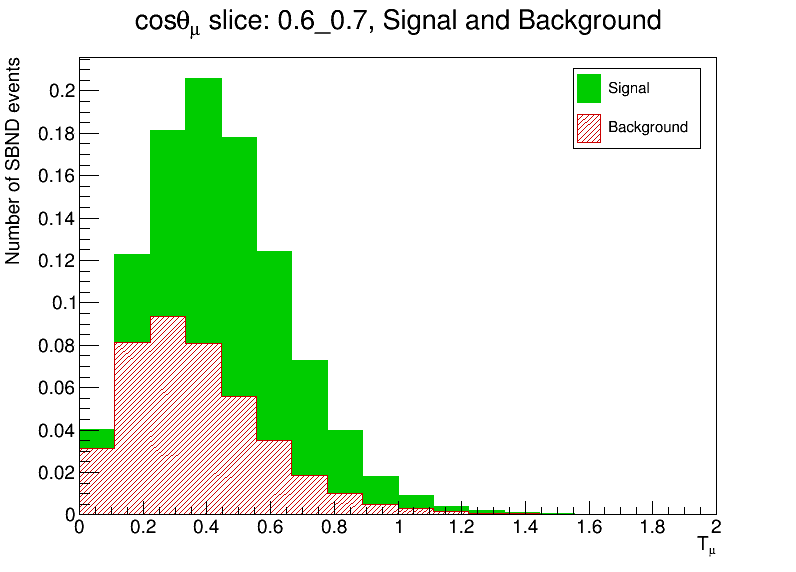 cosθμ slice: 0.6_0.7, Signal and Background
Number of SBND events
Signal
Background
0.2
0.18
0.16
0.14
0.12
0.1
0.08
0.06
0.04
0.02
0
0 0.2 0.4 0.6 0.8 1 1.2 1.4 1.6 1.8 2
Tμ